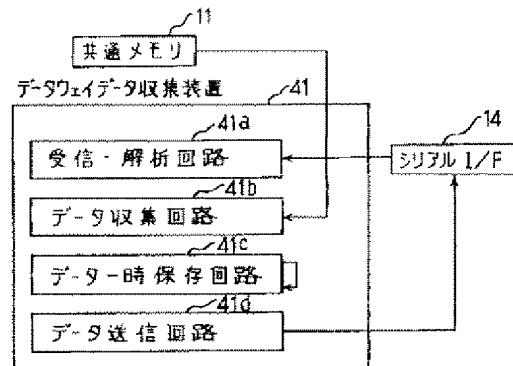 11
共通メモリ
データウェイデータ収集装置
41
41a
受信・解析回路
14
シリアル I/F
41b
データ収集回路
41c
データ一時保存回路
41d
データ送信回路